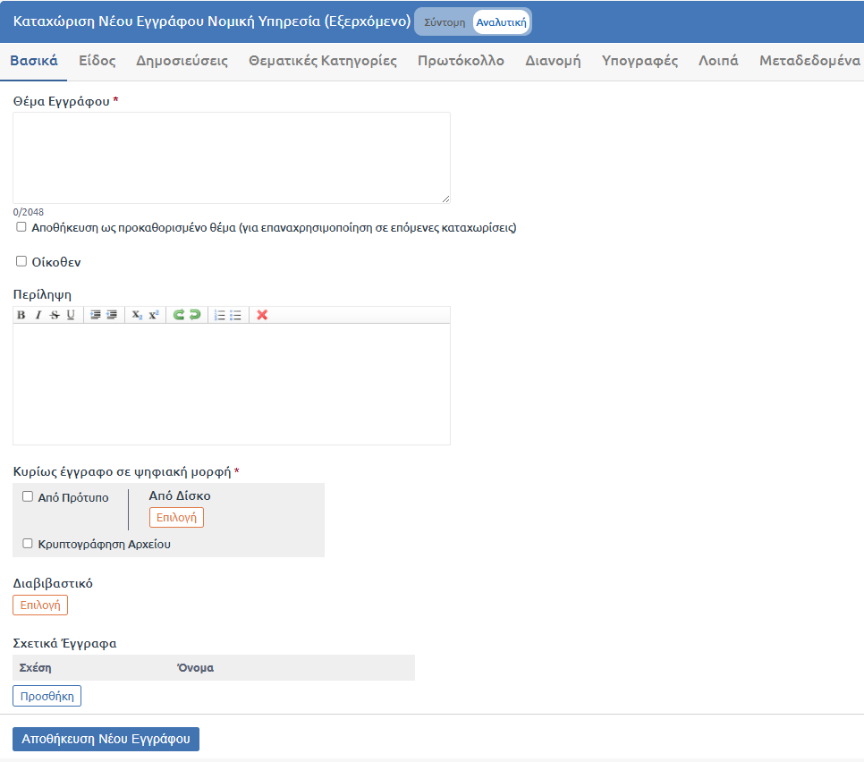 Καταχώριση Νέου Εγγράφου Νομική Υπηρεσία (Εξερχόμενο) Σύντομη Αναλυτική
Βασικά Είδος Δημοσιεύσεις Θεματικές Κατηγορίες Πρωτόκολλο Διανομή Υπογραφές Λοιπά Μεταδεδομένα
Θέμα Εγγράφου *
0/2048
Αποθήκευση ως προκαθορισμένο θέμα (για επαναχρησιμοποίηση σε επόμενες καταχωρίσεις)
Οίκοθεν
Περίληψη
B I S U X₂ X²
Κυρίως έγγραφο σε ψηφιακή μορφή *
Από Πρότυπο Από Δίσκο
Επιλογή
Κρυπτογράφηση Αρχείου
Διαβιβαστικό
Επιλογή
Σχετικά Έγγραφα
Σχέση Όνομα
Προσθήκη
Αποθήκευση Νέου Εγγράφου